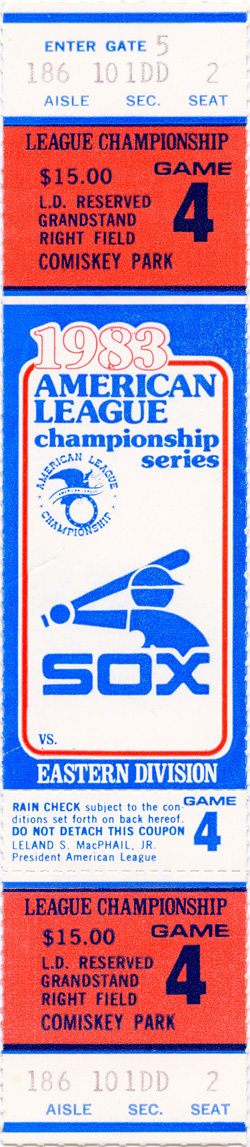 ENTER GATE 5
186 101DD 2
AISLE SEC. SEAT
LEAGUE CHAMPIONSHIP
$15.00 GAME 4
L.D. RESERVED
GRANDSTAND
RIGHT FIELD
COMISKEY PARK
1983
AMERICAN
LEAGUE
championship
series
AMERICAN LEAGUE
AMERICAN LEAGUE
CHAMPIONSHIP
SOX
VS.
EASTERN DIVISION
RAIN CHECK subject to the con-
ditions set forth on back hereof.
DO NOT DETACH THIS COUPON
LELAND S. MacPHAIL, JR.
President American League
GAME
4
LEAGUE CHAMPIONSHIP
$15.00 GAME 4
L.D. RESERVED
GRANDSTAND
RIGHT FIELD
COMISKEY PARK
186 101DD 2
AISLE SEC. SEAT